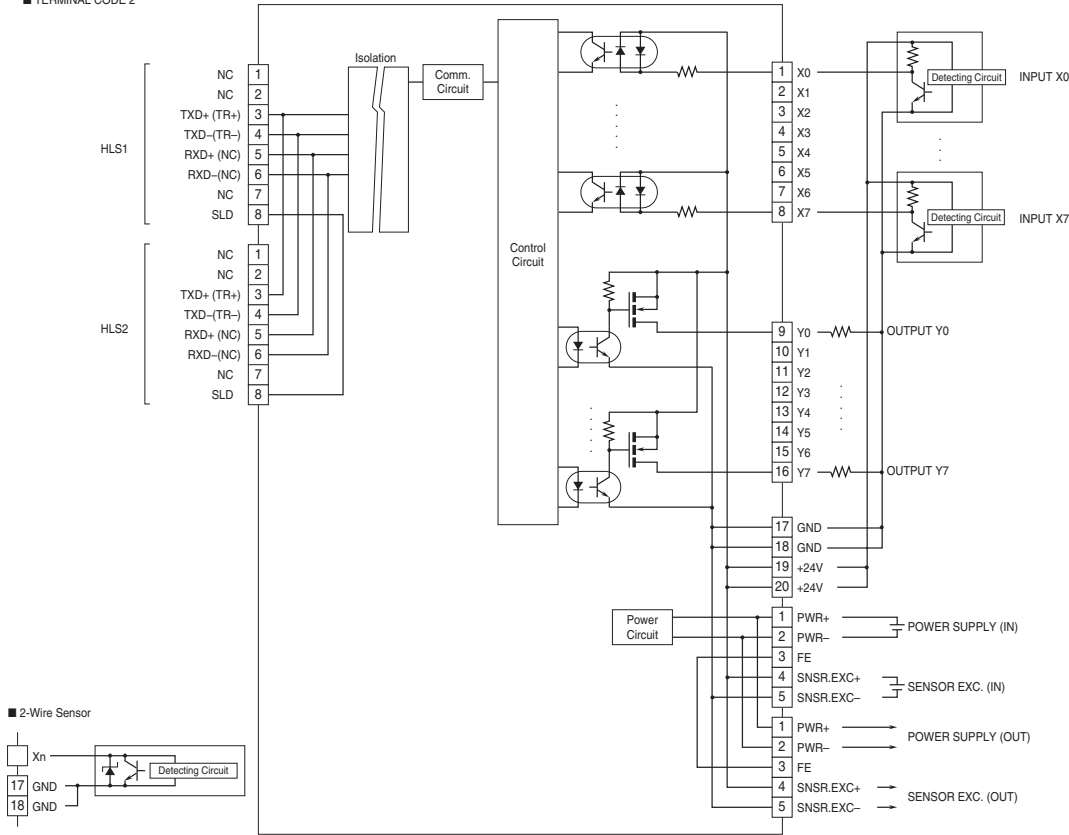 ■ TERMINAL CODE 2
HLS1
NC 1
NC 2
TXD+ (TR+) 3
TXD–(TR–) 4
RXD+ (NC) 5
RXD–(NC) 6
NC 7
SLD 8
HLS2
NC 1
NC 2
TXD+ (TR+) 3
TXD–(TR–) 4
RXD+ (NC) 5
RXD–(NC) 6
NC 7
SLD 8
Isolation
Comm.
Circuit
Control
Circuit
1 X0
2 X1
3 X2
4 X3
5 X4
6 X5
7 X6
8 X7
Detecting Circuit
INPUT X0
Detecting Circuit
INPUT X7
9 Y0
OUTPUT Y0
10 Y1
11 Y2
12 Y3
13 Y4
14 Y5
15 Y6
16 Y7
OUTPUT Y7
17 GND
18 GND
19 +24V
20 +24V
Power
Circuit
1 PWR+
2 PWR–
POWER SUPPLY (IN)
3 FE
4 SNSR.EXC+
5 SNSR.EXC–
SENSOR EXC. (IN)
1 PWR+
2 PWR–
POWER SUPPLY (OUT)
3 FE
4 SNSR.EXC+
5 SNSR.EXC–
SENSOR EXC. (OUT)
■ 2-Wire Sensor
Xn
17 GND
18 GND
Detecting Circuit